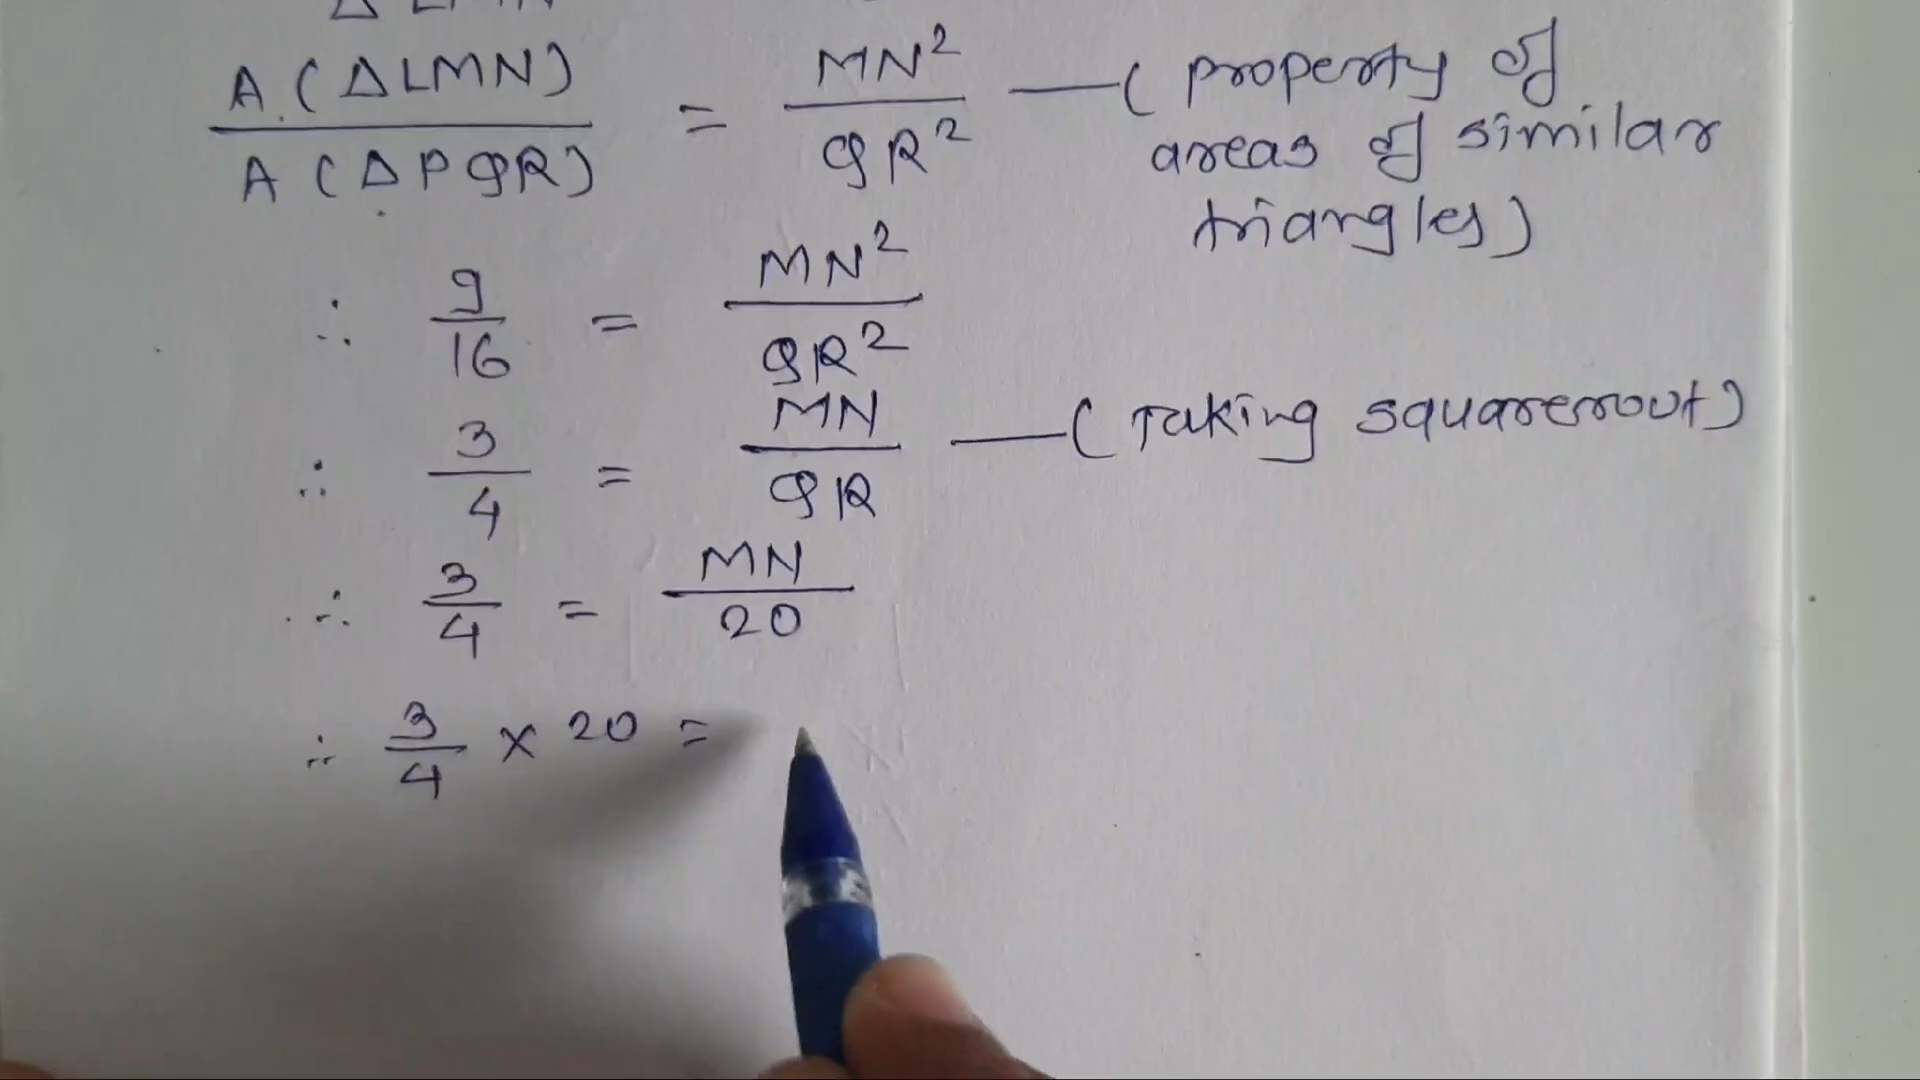 Δ LMN
A (ΔLMN) / A (ΔPQR) = MN² / QR² —( property of
areas of similar
triangles)
∴ 9/16 = MN² / QR²
∴ 3/4 = MN / QR —( Taking squareroot)
∴ 3/4 = MN / 20
∴ 3/4 × 20 =